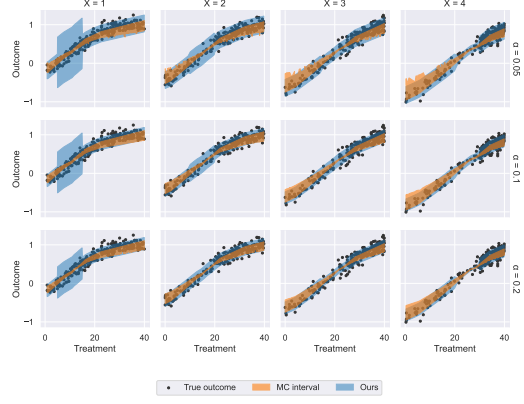 X = 1 X = 2 X = 3 X = 4
1
0
−1
Outcome
α = 0.05
1
0
−1
Outcome
α = 0.1
1
0
−1
Outcome
α = 0.2
0 20 40 0 20 40 0 20 40 0 20 40
Treatment Treatment Treatment Treatment
True outcome MC interval Ours